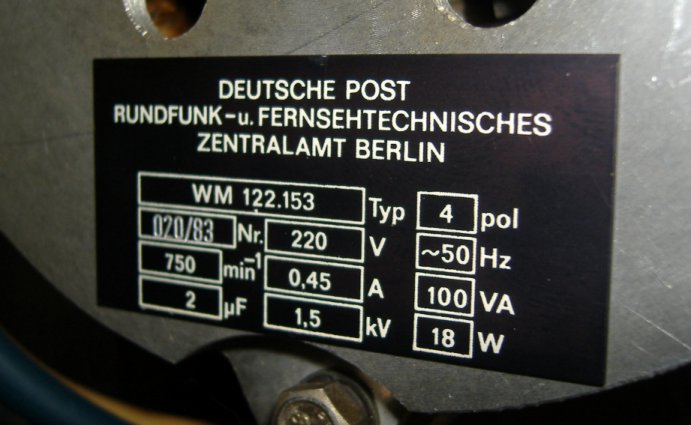 DEUTSCHE POST
RUNDFUNK-u. FERNSEHTECHNISCHES
ZENTRALAMT BERLIN
WM 122.153 Typ 4 pol
020/83 Nr. 220 V ~50 Hz
750 min⁻¹ 0,45 A 100 VA
2 µF 1,5 kV 18 W